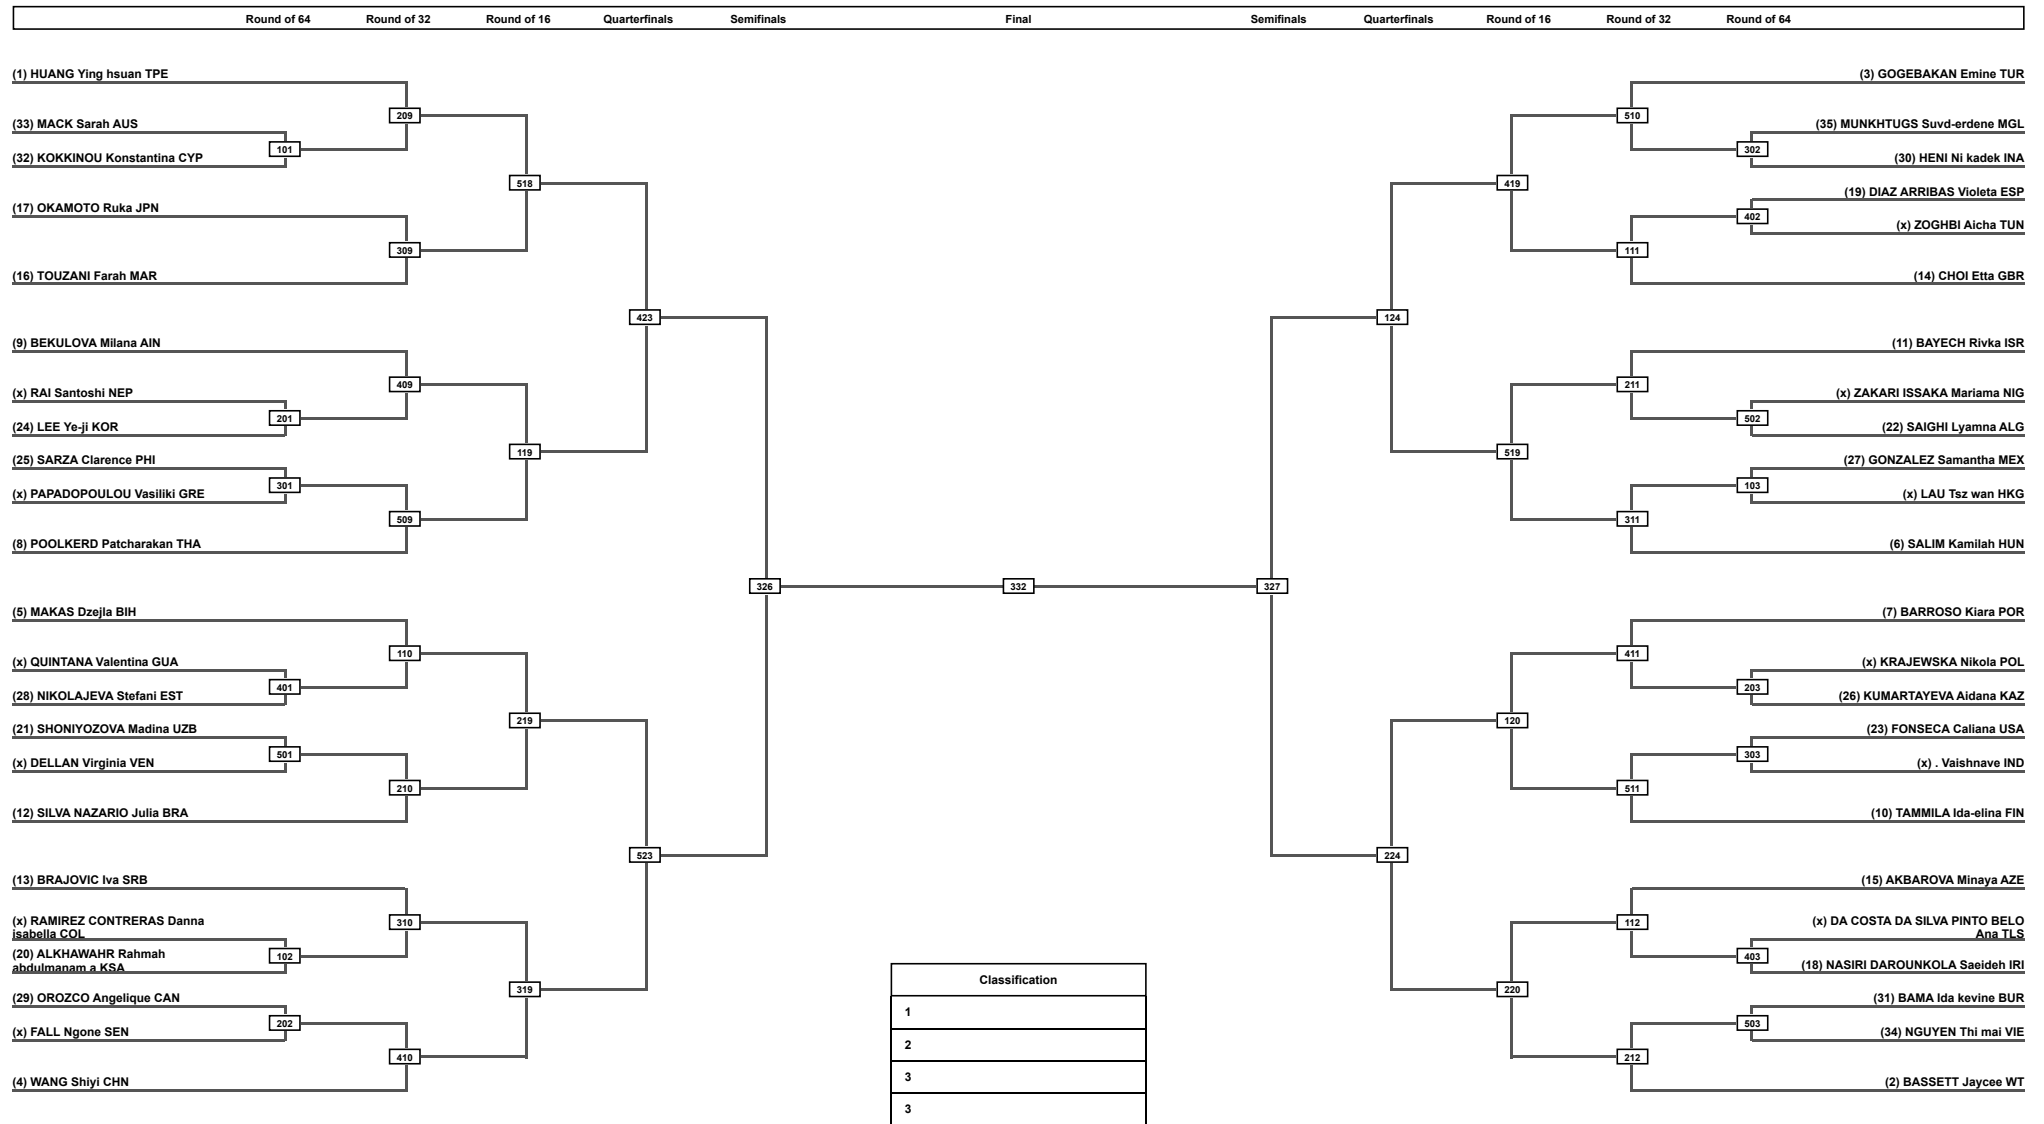 Round of 64 Round of 32 Round of 16 Quarterfinals Semifinals Final Semifinals Quarterfinals Round of 16 Round of 32 Round of 64
(1) HUANG Ying hsuan TPE
209
(33) MACK Sarah AUS
101
(32) KOKKINOU Konstantina CYP
518
(17) OKAMOTO Ruka JPN
309
(16) TOUZANI Farah MAR
423
(9) BEKULOVA Milana AIN
409
(x) RAI Santoshi NEP
201
(24) LEE Ye-ji KOR
119
(25) SARZA Clarence PHI
301
(x) PAPADOPOULOU Vasiliki GRE
509
(8) POOLKERD Patcharakan THA
326
(5) MAKAS Dzejla BIH
110
(x) QUINTANA Valentina GUA
401
(28) NIKOLAJEVA Stefani EST
219
(21) SHONIYOZOVA Madina UZB
501
(x) DELLAN Virginia VEN
210
(12) SILVA NAZARIO Julia BRA
523
(13) BRAJOVIC Iva SRB
310
(x) RAMIREZ CONTRERAS Danna
isabella COL
102
(20) ALKHAWAHR Rahmah
abdulmanam a KSA
319
(29) OROZCO Angelique CAN
202
(x) FALL Ngone SEN
410
(4) WANG Shiyi CHN
332
(3) GOGEBAKAN Emine TUR
510
(35) MUNKHTUGS Suvd-erdene MGL
302
(30) HENI Ni kadek INA
419
(19) DIAZ ARRIBAS Violeta ESP
402
(x) ZOGHBI Aicha TUN
111
(14) CHOI Etta GBR
124
(11) BAYECH Rivka ISR
211
(x) ZAKARI ISSAKA Mariama NIG
502
(22) SAIGHI Lyamna ALG
519
(27) GONZALEZ Samantha MEX
103
(x) LAU Tsz wan HKG
311
(6) SALIM Kamilah HUN
327
(7) BARROSO Kiara POR
411
(x) KRAJEWSKA Nikola POL
203
(26) KUMARTAYEVA Aidana KAZ
120
(23) FONSECA Caliana USA
303
(x) . Vaishnave IND
511
(10) TAMMILA Ida-elina FIN
224
(15) AKBAROVA Minaya AZE
112
(x) DA COSTA DA SILVA PINTO BELO
Ana TLS
403
(18) NASIRI DAROUNKOLA Saeideh IRI
220
(31) BAMA Ida kevine BUR
503
(34) NGUYEN Thi mai VIE
212
(2) BASSETT Jaycee WT
Classification
1
2
3
3